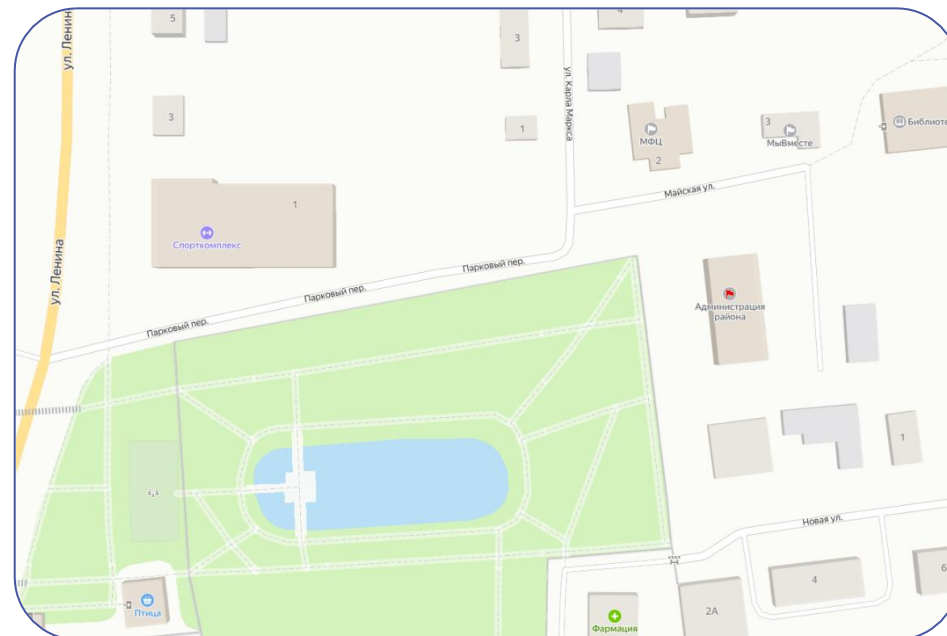 ул. Ленина
5
3
4
ул. Карла Маркса
3
1
МФЦ
2
3
МыВместе
Библиоте
Майская ул.
1
Спорткомплекс
ул. Ленина
Парковый пер.
Парковый пер.
Парковый пер.
Администрация
района
1
Новая ул.
4
6
Птица
2А
Фармация